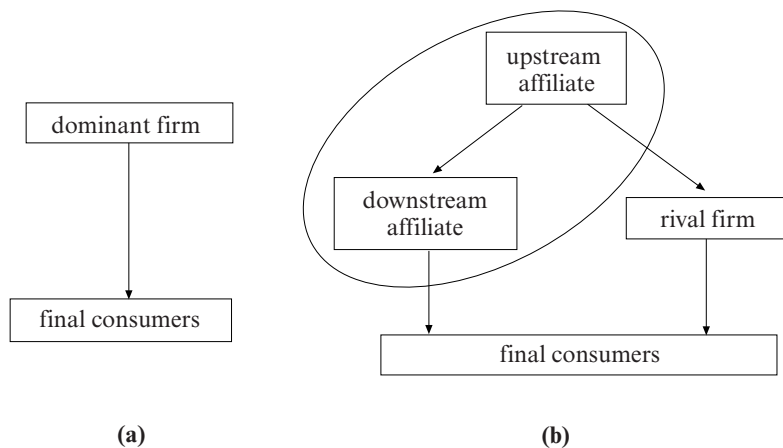 dominant firm
final consumers
(a)
upstream
affiliate
downstream
affiliate
rival firm
final consumers
(b)